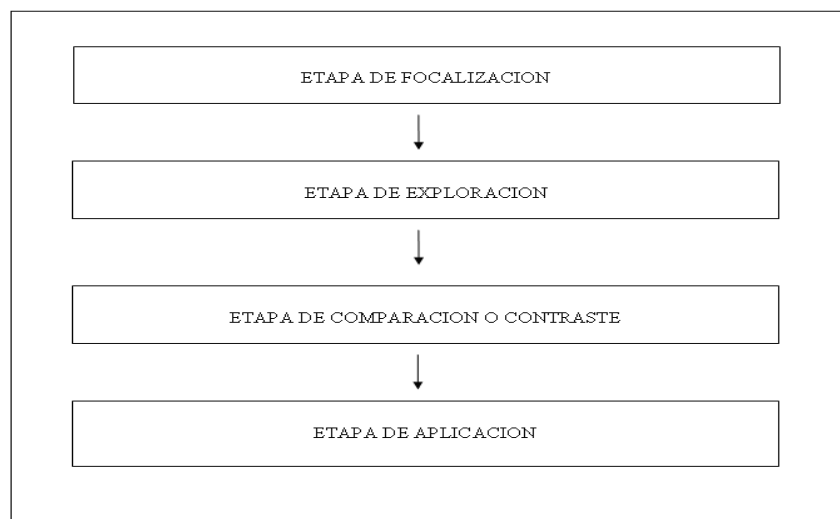 ETAPA DE FOCALIZACION
ETAPA DE EXPLORACION
ETAPA DE COMPARACION O CONTRASTE
ETAPA DE APLICACION